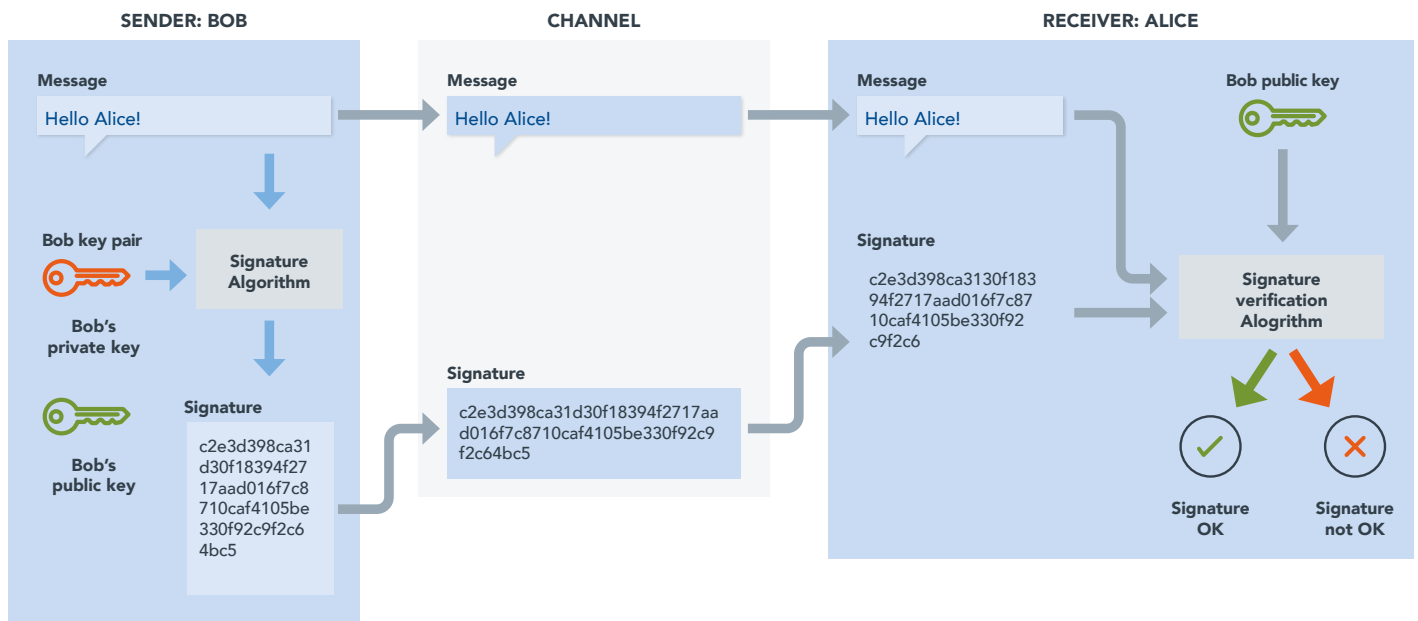 SENDER: BOB
Message
Hello Alice!
Bob key pair
Bob's
private key
Signature
Algorithm
Bob's
public key
Signature
c2e3d398ca31
d30f18394f27
17aad016f7c8
710caf4105be
330f92c9f2c6
4bc5
CHANNEL
Message
Hello Alice!
Signature
c2e3d398ca31d30f18394f2717aa
d016f7c8710caf4105be330f92c9
f2c64bc5
RECEIVER: ALICE
Message
Hello Alice!
Bob public key
Signature
c2e3d398ca3130f183
94f2717aad016f7c87
10caf4105be330f92
c9f2c6
Signature
verification
Alogrithm
Signature
OK
Signature
not OK